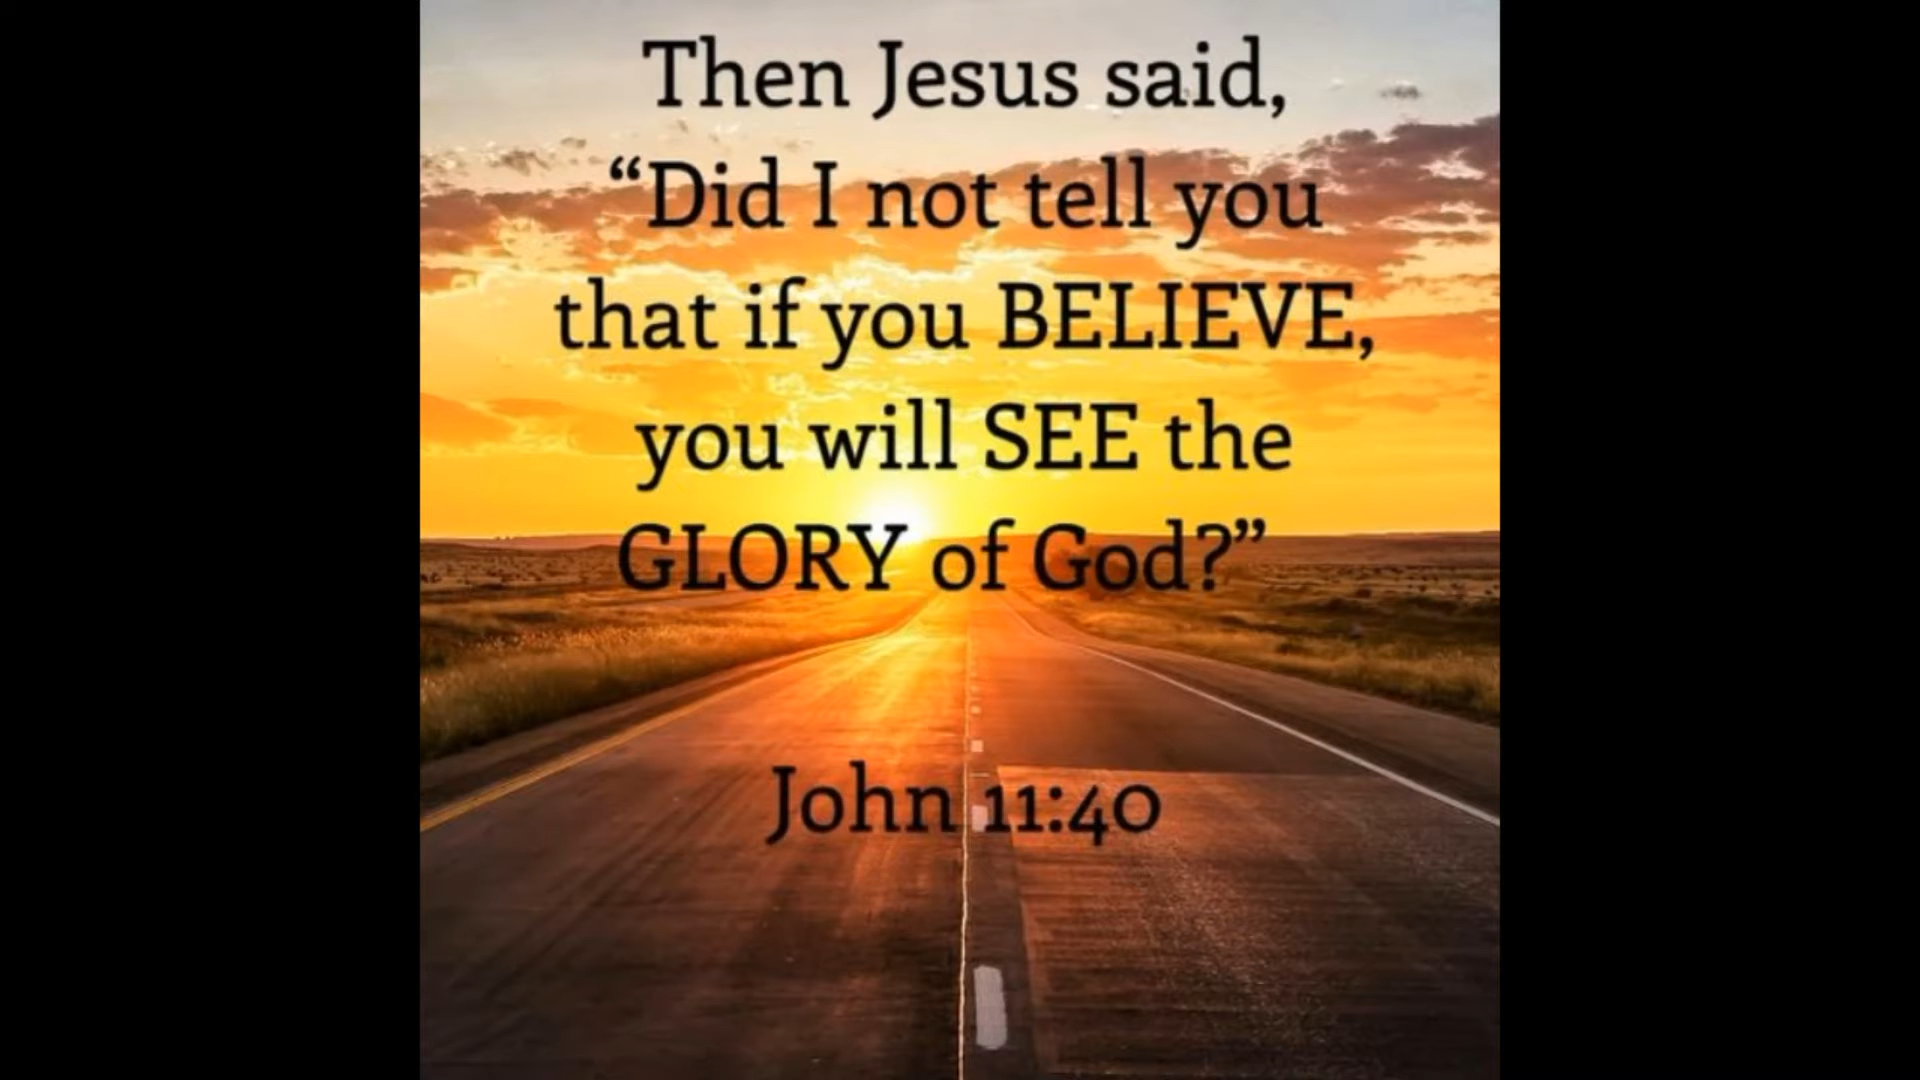 Then Jesus said,
“Did I not tell you
that if you BELIEVE,
you will SEE the
GLORY of God?”
John 11:40